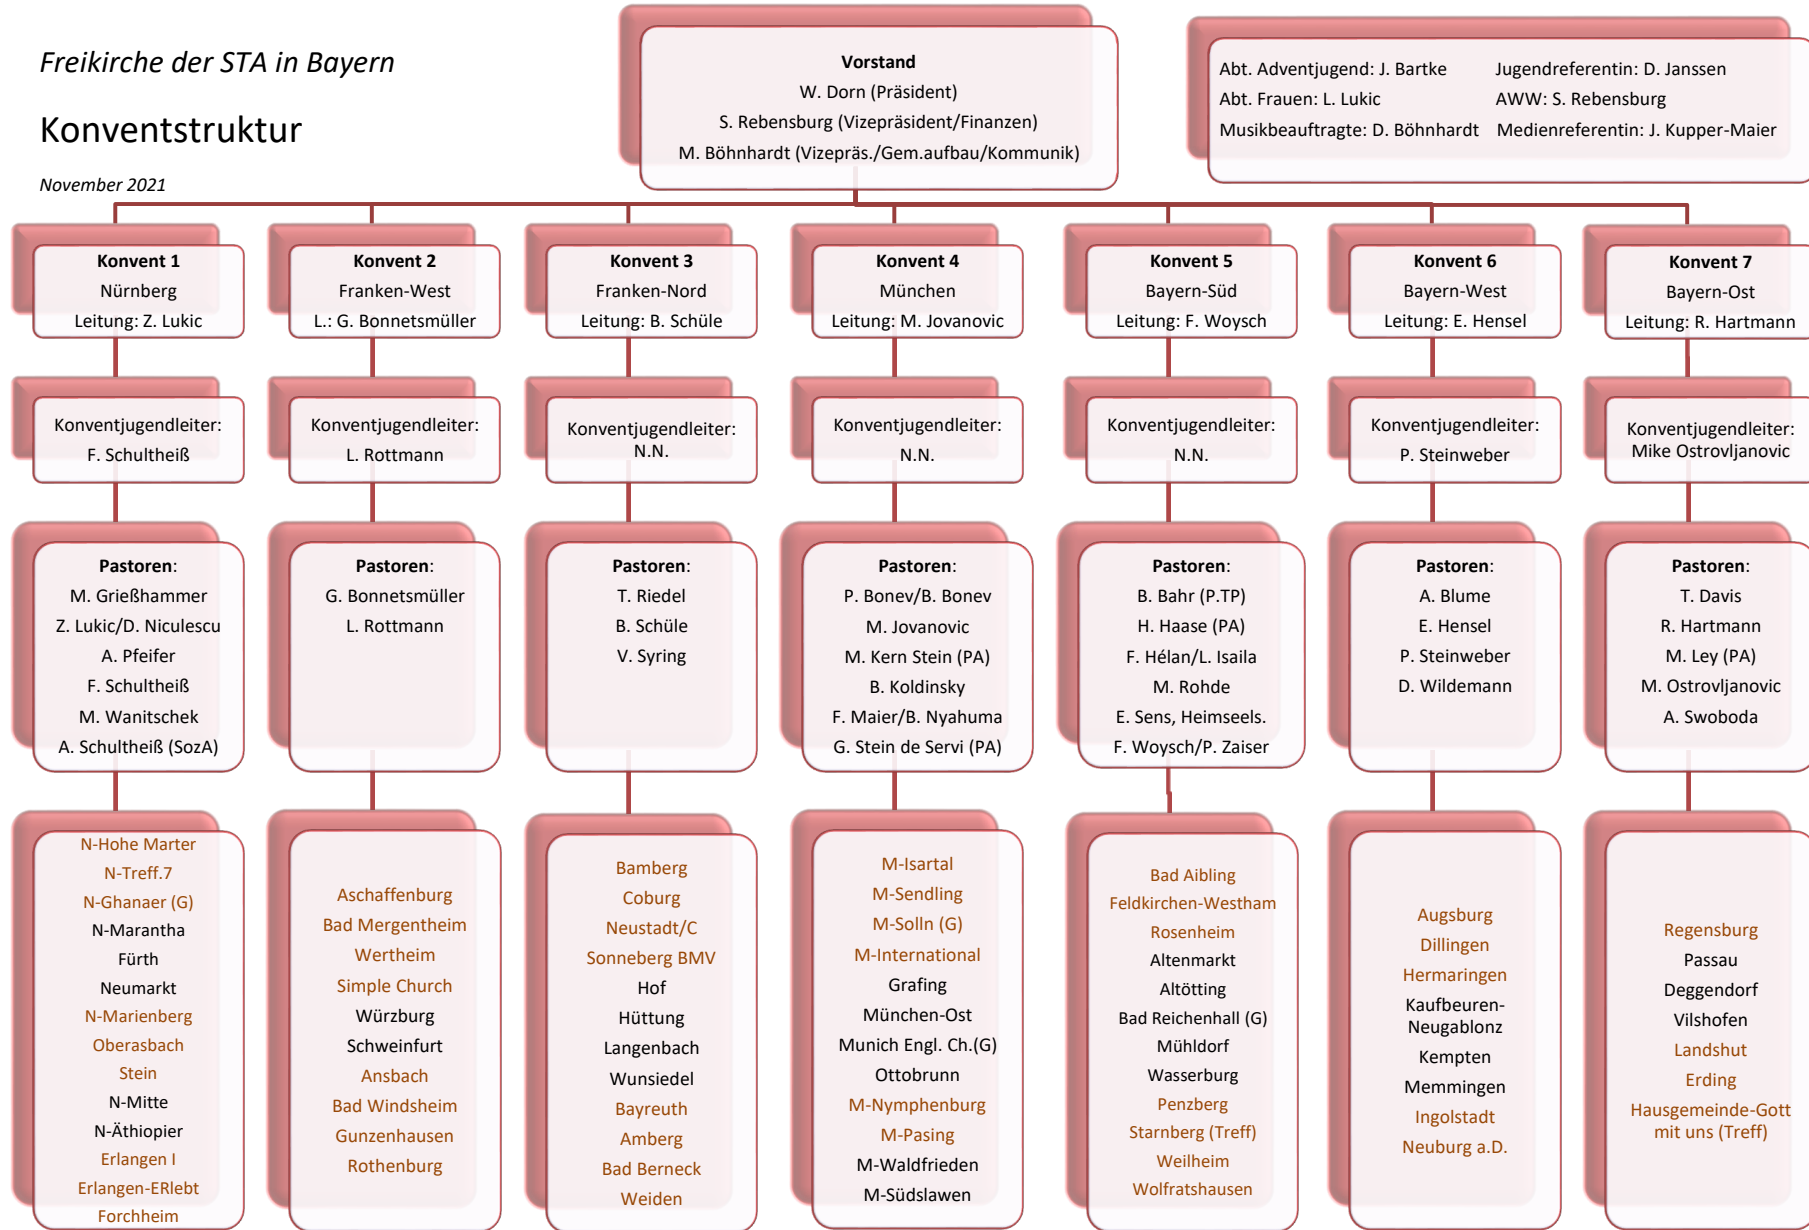 Freikirche der STA in Bayern
Konventstruktur
November 2021
Vorstand
W. Dorn (Präsident)
S. Rebensburg (Vizepräsident/Finanzen)
M. Böhnhardt (Vizepräs./Gem.aufbau/Kommunik)
Abt. Adventjugend: J. Bartke Jugendreferentin: D. Janssen
Abt. Frauen: L. Lukic AWW: S. Rebensburg
Musikbeauftragte: D. Böhnhardt Medienreferentin: J. Kupper-Maier
Konvent 1
Nürnberg
Leitung: Z. Lukic
Konventjugendleiter:
F. Schultheiß
Pastoren:
M. Grießhammer
Z. Lukic/D. Niculescu
A. Pfeifer
F. Schultheiß
M. Wanitschek
A. Schultheiß (SozA)
N-Hohe Marter
N-Treff.7
N-Ghanaer (G)
N-Marantha
Fürth
Neumarkt
N-Marienberg
Oberasbach
Stein
N-Mitte
N-Äthiopier
Erlangen I
Erlangen-ERlebt
Forchheim
Konvent 2
Franken-West
L.: G. Bonnetsmüller
Konventjugendleiter:
L. Rottmann
Pastoren:
G. Bonnetsmüller
L. Rottmann
Aschaffenburg
Bad Mergentheim
Wertheim
Simple Church
Würzburg
Schweinfurt
Ansbach
Bad Windsheim
Gunzenhausen
Rothenburg
Konvent 3
Franken-Nord
Leitung: B. Schüle
Konventjugendleiter:
N.N.
Pastoren:
T. Riedel
B. Schüle
V. Syring
Bamberg
Coburg
Neustadt/C
Sonneberg BMV
Hof
Hüttung
Langenbach
Wunsiedel
Bayreuth
Amberg
Bad Berneck
Weiden
Konvent 4
München
Leitung: M. Jovanovic
Konventjugendleiter:
N.N.
Pastoren:
P. Bonev/B. Bonev
M. Jovanovic
M. Kern Stein (PA)
B. Koldinsky
F. Maier/B. Nyahuma
G. Stein de Servi (PA)
M-Isartal
M-Sendling
M-Solln (G)
M-International
Grafing
München-Ost
Munich Engl. Ch.(G)
Ottobrunn
M-Nymphenburg
M-Pasing
M-Waldfrieden
M-Südslawen
Konvent 5
Bayern-Süd
Leitung: F. Woysch
Konventjugendleiter:
N.N.
Pastoren:
B. Bahr (P.TP)
H. Haase (PA)
F. Hélan/L. Isaila
M. Rohde
E. Sens, Heimseels.
F. Woysch/P. Zaiser
Bad Aibling
Feldkirchen-Westham
Rosenheim
Altenmarkt
Altötting
Bad Reichenhall (G)
Mühldorf
Wasserburg
Penzberg
Starnberg (Treff)
Weilheim
Wolfratshausen
Konvent 6
Bayern-West
Leitung: E. Hensel
Konventjugendleiter:
P. Steinweber
Pastoren:
A. Blume
E. Hensel
P. Steinweber
D. Wildemann
Augsburg
Dillingen
Hermaringen
Kaufbeuren-
Neugablonz
Kempten
Memmingen
Ingolstadt
Neuburg a.D.
Konvent 7
Bayern-Ost
Leitung: R. Hartmann
Konventjugendleiter:
Mike Ostrovljanovic
Pastoren:
T. Davis
R. Hartmann
M. Ley (PA)
M. Ostrovljanovic
A. Swoboda
Regensburg
Passau
Deggendorf
Vilshofen
Landshut
Erding
Hausgemeinde-Gott
mit uns (Treff)